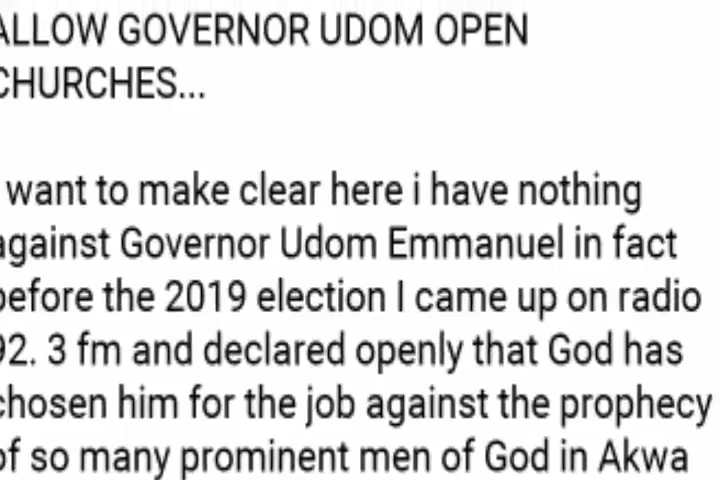 ALLOW GOVERNOR UDOM OPEN
CHURCHES...
I want to make clear here i have nothing
against Governor Udom Emmanuel in fact
before the 2019 election I came up on radio
92. 3 fm and declared openly that God has
chosen him for the job against the prophecy
of so many prominent men of God in Akwa